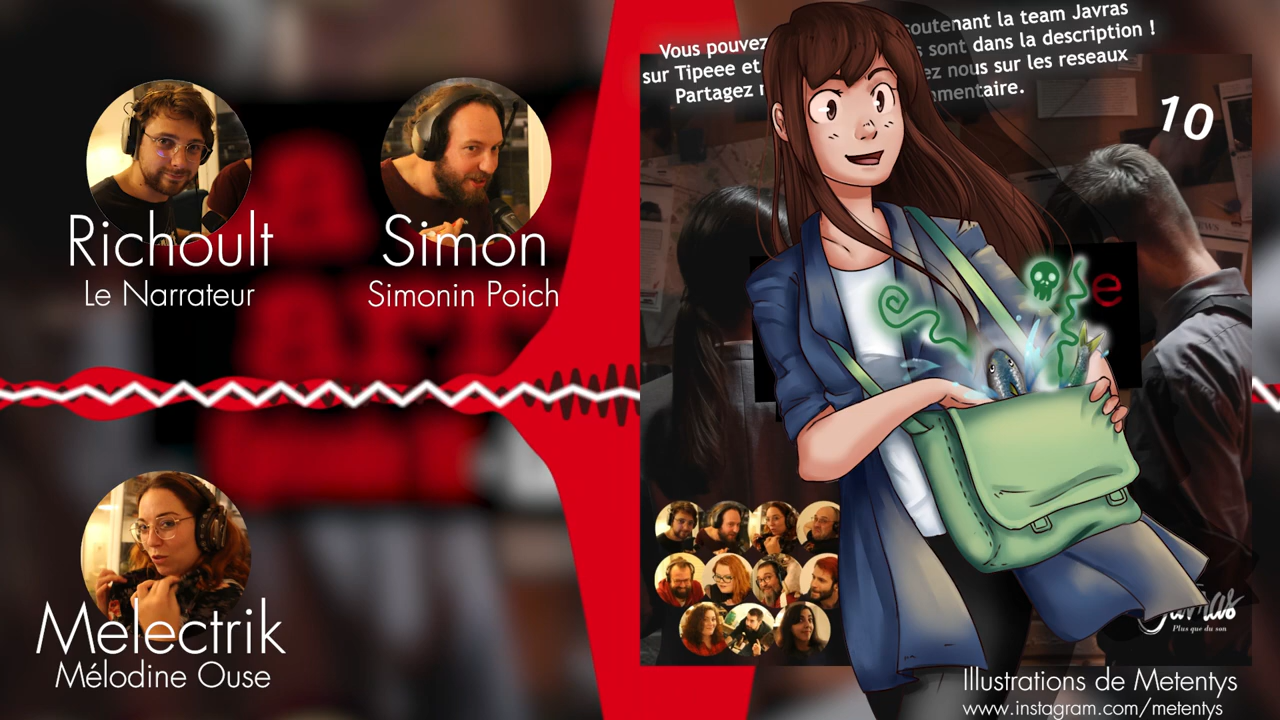 Vous pouvez soutenant la team Javras
sur Tipeee et sont dans la description !
Partagez nous sur les reseaux
10
Richoult
Le Narrateur
Simon
Simonin Poich
e
NEWS
Melectrik
Mélodine Ouse
Javras
Plus que du son
Illustrations de Metentys
www.instagram.com/metentys